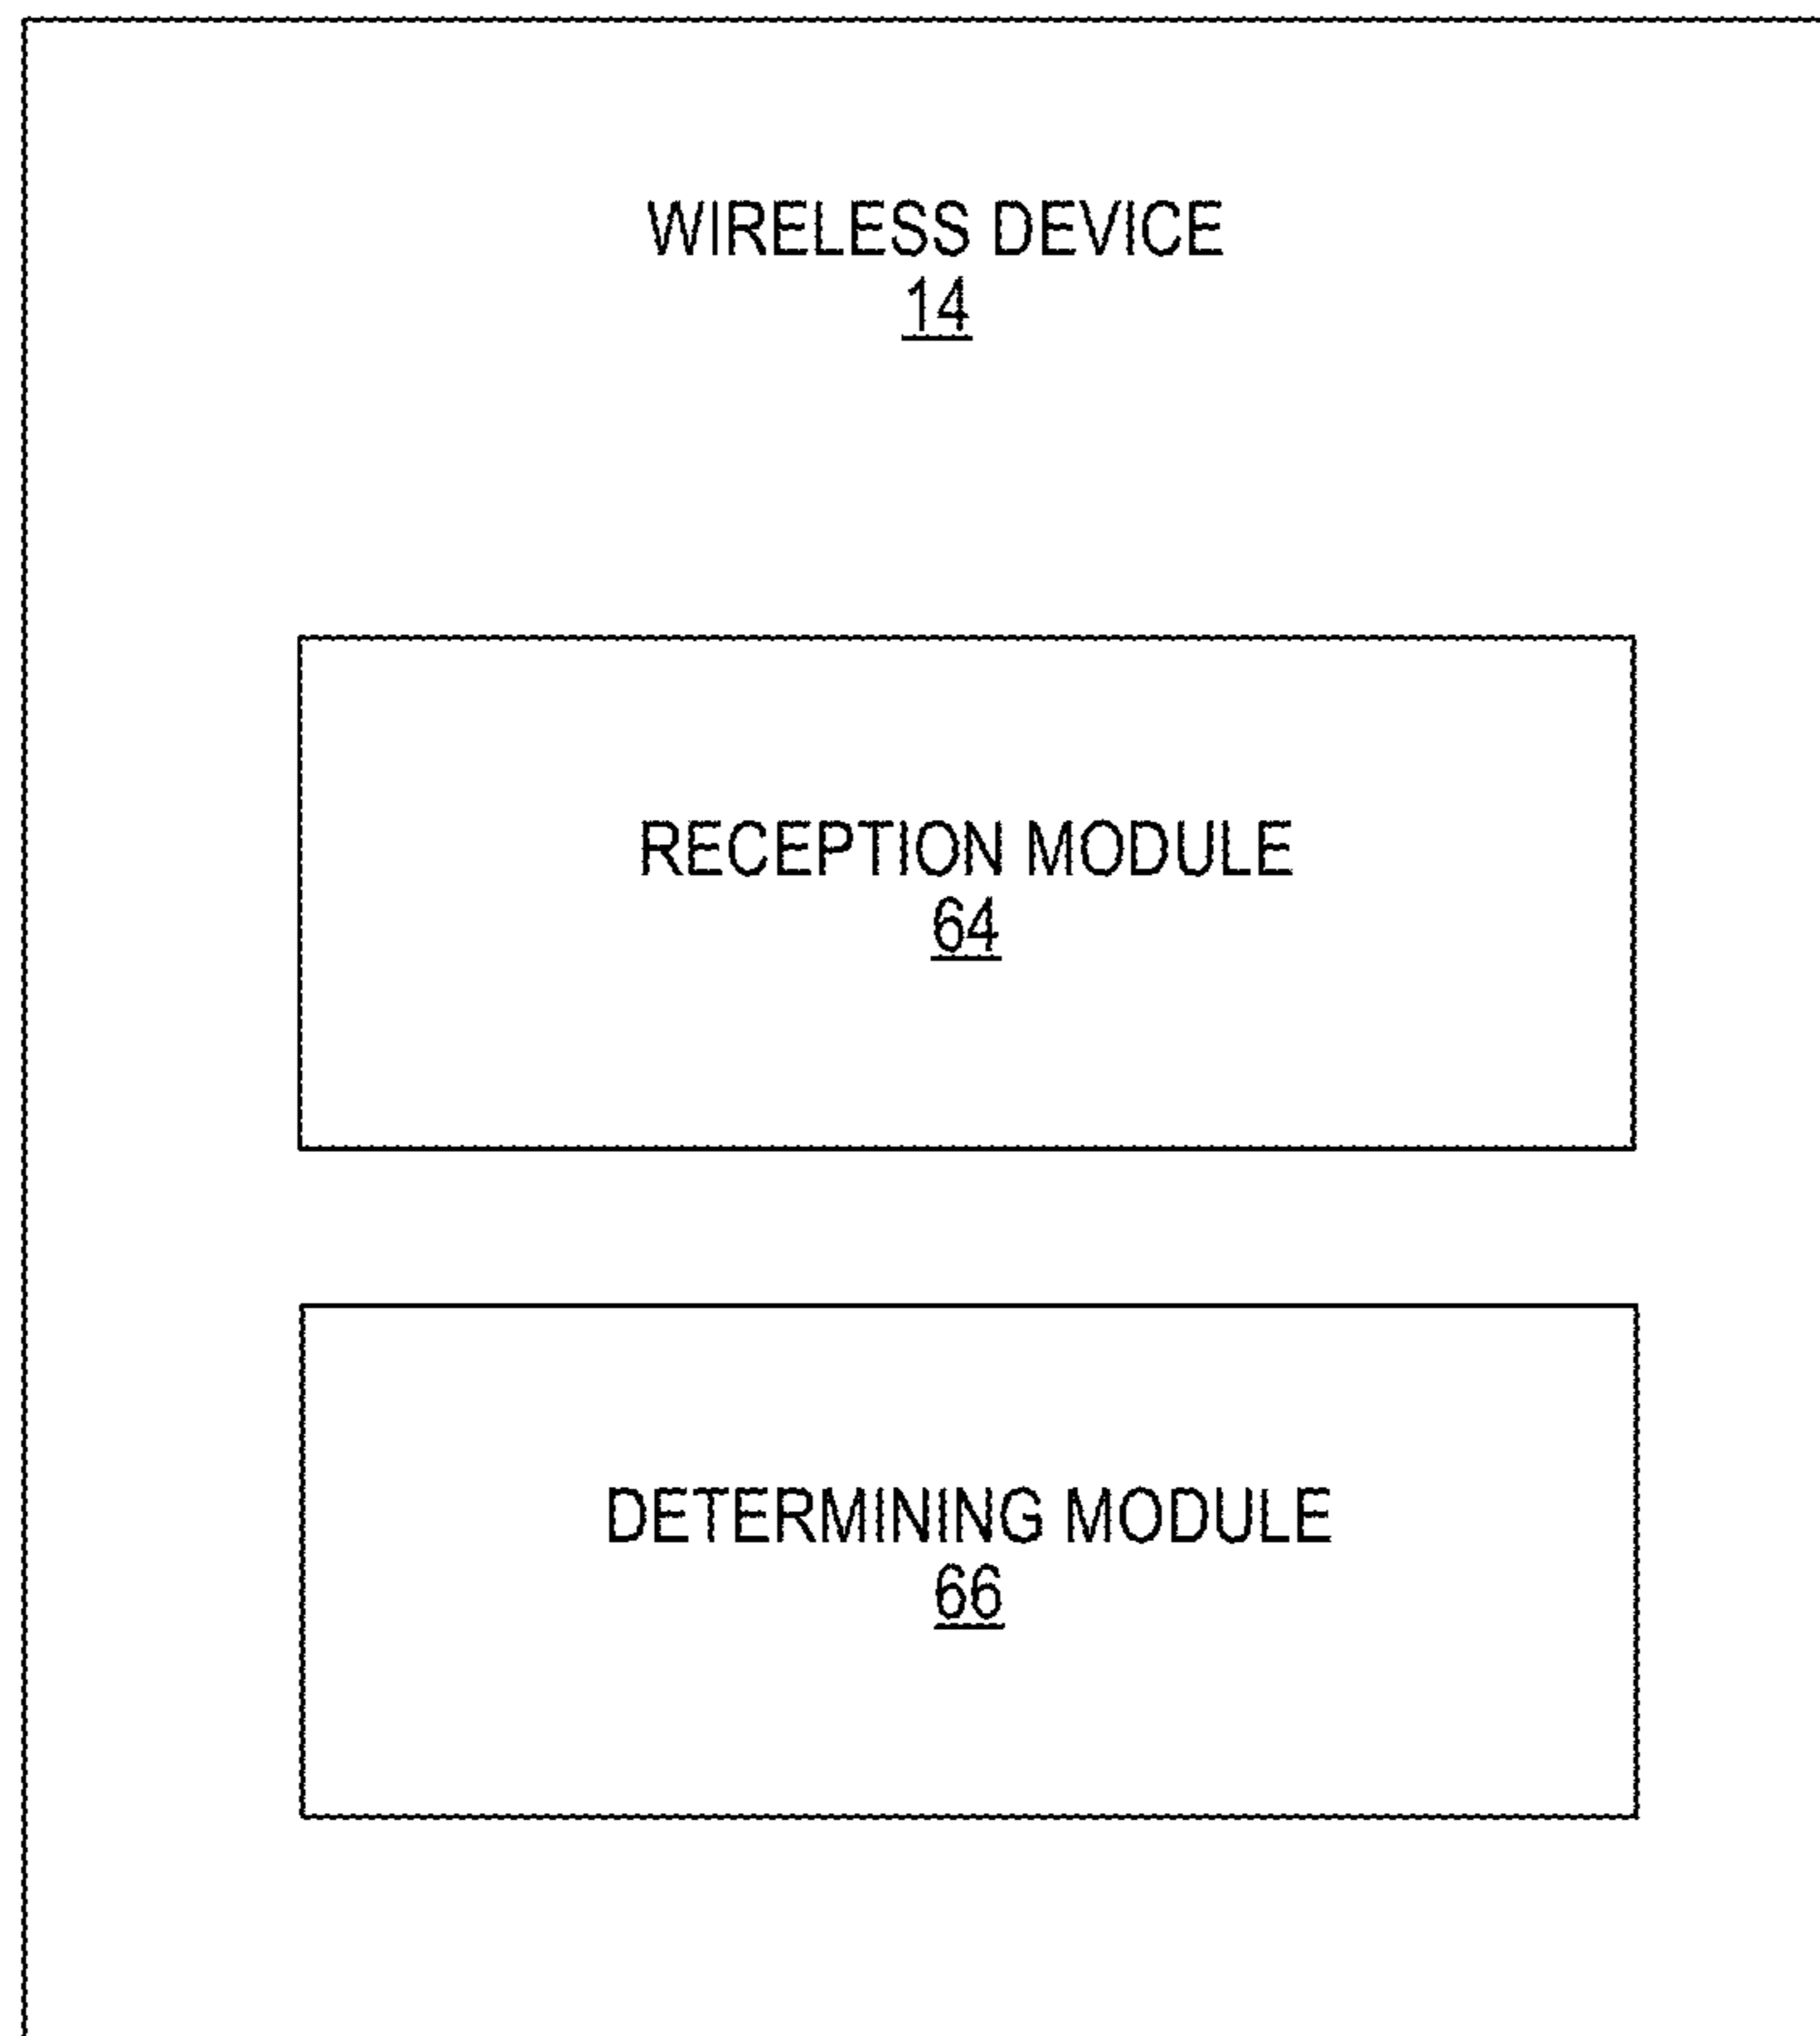 WIRELESS DEVICE
14
RECEPTION MODULE
64
DETERMINING MODULE
66